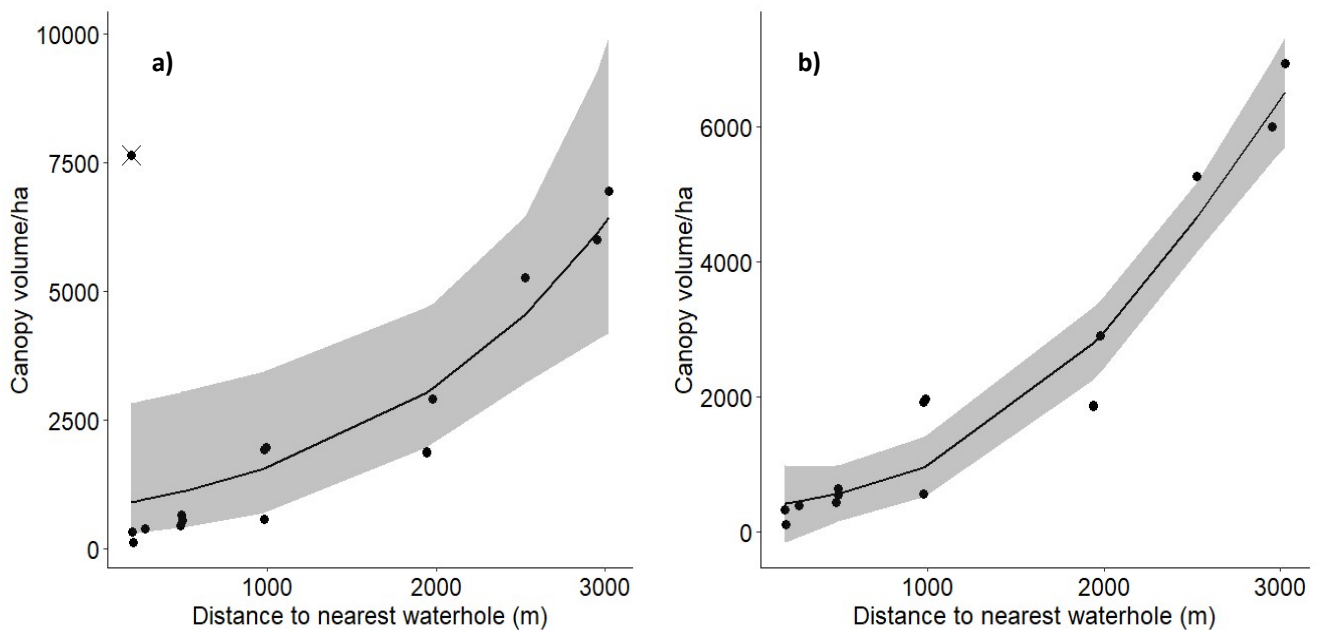 a)
10000
7500
5000
2500
0
Canopy volume/ha
1000 2000 3000
Distance to nearest waterhole (m)
b)
6000
4000
2000
0
Canopy volume/ha
1000 2000 3000
Distance to nearest waterhole (m)